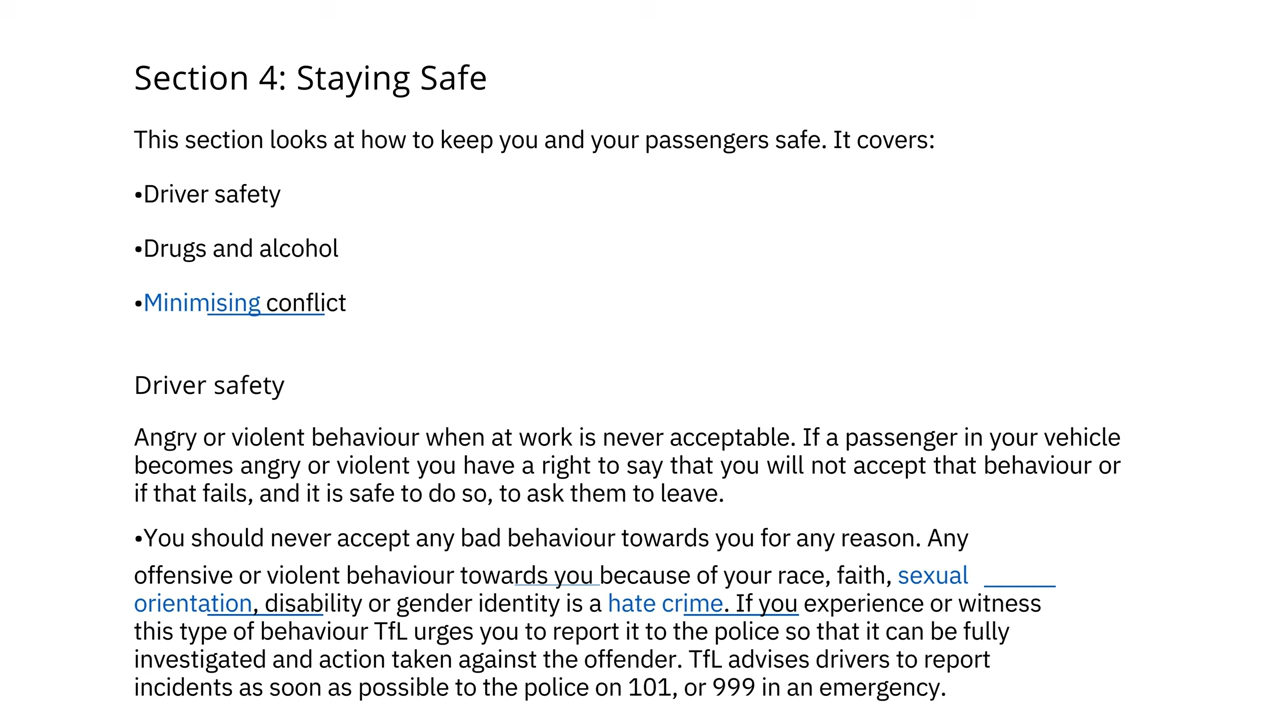 Section 4: Staying Safe
This section looks at how to keep you and your passengers safe. It covers:
•Driver safety
•Drugs and alcohol
•Minimising conflict
Driver safety
Angry or violent behaviour when at work is never acceptable. If a passenger in your vehicle
becomes angry or violent you have a right to say that you will not accept that behaviour or
if that fails, and it is safe to do so, to ask them to leave.
•You should never accept any bad behaviour towards you for any reason. Any
offensive or violent behaviour towards you because of your race, faith, sexual
orientation, disability or gender identity is a hate crime. If you experience or witness
this type of behaviour TfL urges you to report it to the police so that it can be fully
investigated and action taken against the offender. TfL advises drivers to report
incidents as soon as possible to the police on 101, or 999 in an emergency.